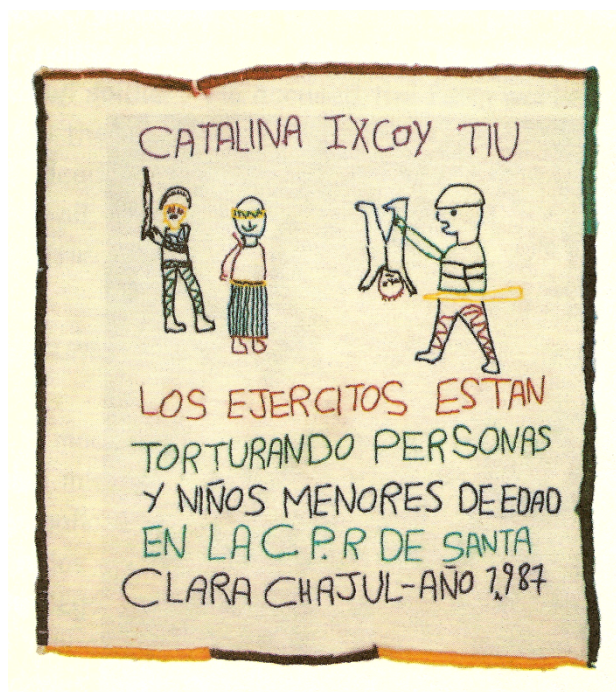 CATALINA IXCOY TIU
LOS EJERCITOS ESTAN
TORTURANDO PERSONAS
Y NIÑOS MENORES DE EDAD
EN LA C P.R DE SANTA
CLARA CHAJUL-AÑO 1,987